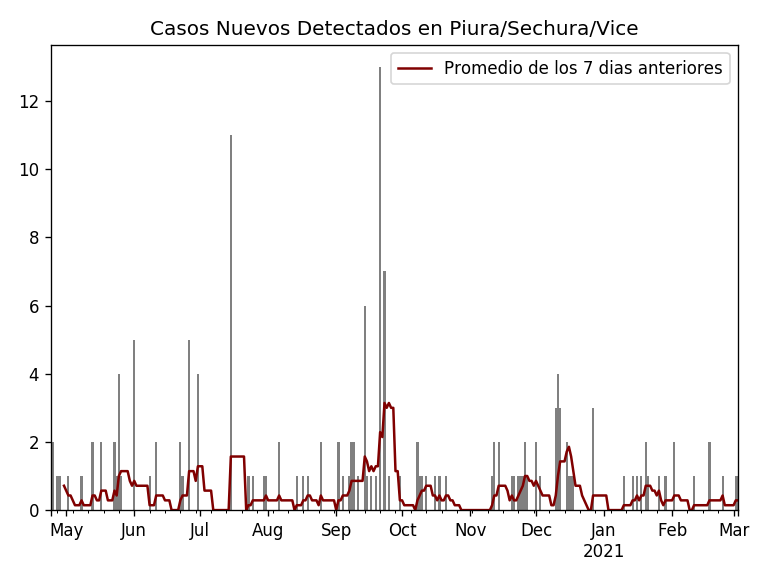 Casos Nuevos Detectados en Piura/Sechura/Vice
Promedio de los 7 dias anteriores
12
10
8
6
4
2
0
May Jun Jul Aug Sep Oct Nov Dec Jan Feb Mar
2021